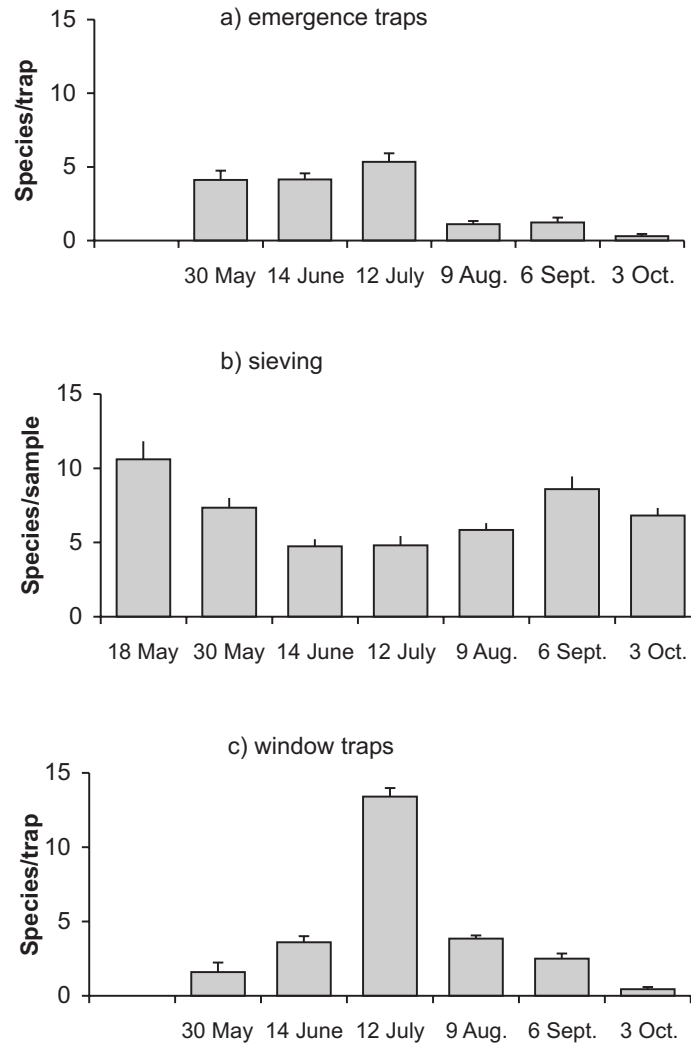 a) emergence traps
Species/trap
15
10
5
0
30 May 14 June 12 July 9 Aug. 6 Sept. 3 Oct.
b) sieving
Species/sample
15
10
5
0
18 May 30 May 14 June 12 July 9 Aug. 6 Sept. 3 Oct.
c) window traps
Species/trap
15
10
5
0
30 May 14 June 12 July 9 Aug. 6 Sept. 3 Oct.